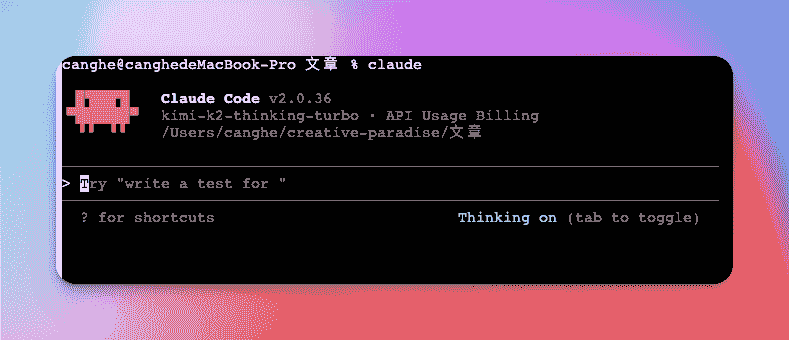 canghe@canghedeMacBook-Pro 文章 % claude
Claude Code v2.0.36
kimi-k2-thinking-turbo · API Usage Billing
/Users/canghe/creative-paradise/文章
> Try "write a test for "
? for shortcuts
Thinking on (tab to toggle)